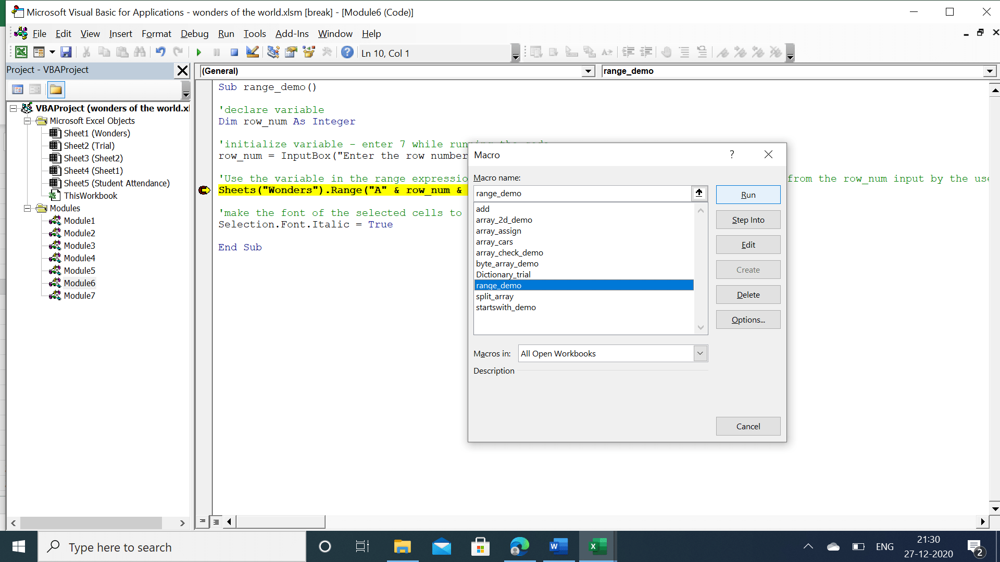 Microsoft Visual Basic for Applications - wonders of the world.xlsm [break] - [Module6 (Code)]
File Edit View Insert Format Debug Run Tools Add-Ins Window Help
Ln 10, Col 1
Project - VBAProject
(General)
range_demo
VBAProject (wonders of the world.xl
Microsoft Excel Objects
Sheet1 (Wonders)
Sheet2 (Trial)
Sheet3 (Sheet2)
Sheet4 (Sheet1)
Sheet5 (Student Attendance)
ThisWorkbook
Modules
Module1
Module2
Module3
Module4
Module5
Module6
Module7
Sub range_demo()
'declare variable
Dim row_num As Integer
'initialize variable - enter 7 while running the code
row_num = InputBox("Enter the row number
'Use the variable in the range expressio from the row_num input by the use
Sheets("Wonders").Range("A" & row_num &
'make the font of the selected cells to
Selection.Font.Italic = True
End Sub
Macro
?
Macro name:
range_demo
add
array_2d_demo
array_assign
array_cars
array_check_demo
byte_array_demo
Dictionary_trial
range_demo
split_array
startswith_demo
Run
Step Into
Edit
Create
Delete
Options...
Macros in: All Open Workbooks
Description
Cancel
Type here to search
ENG
21:30
27-12-2020
2